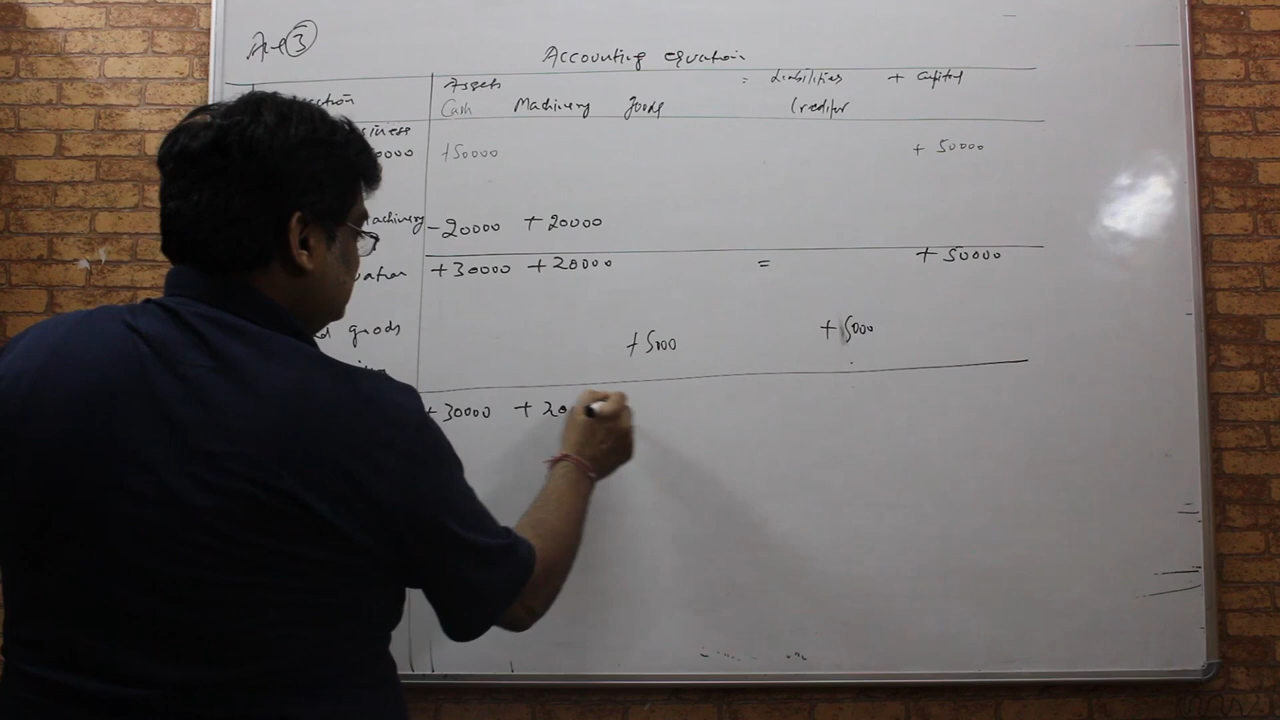 Ans 3
Accounting equation
Assets = Liabilities + Capital
Cash Machinery goods Creditor
+50000 + 50000
Machinery
-20000 + 20000
+30000 + 20000 = + 50000
goods +5000 + 5000
+30000 + 20